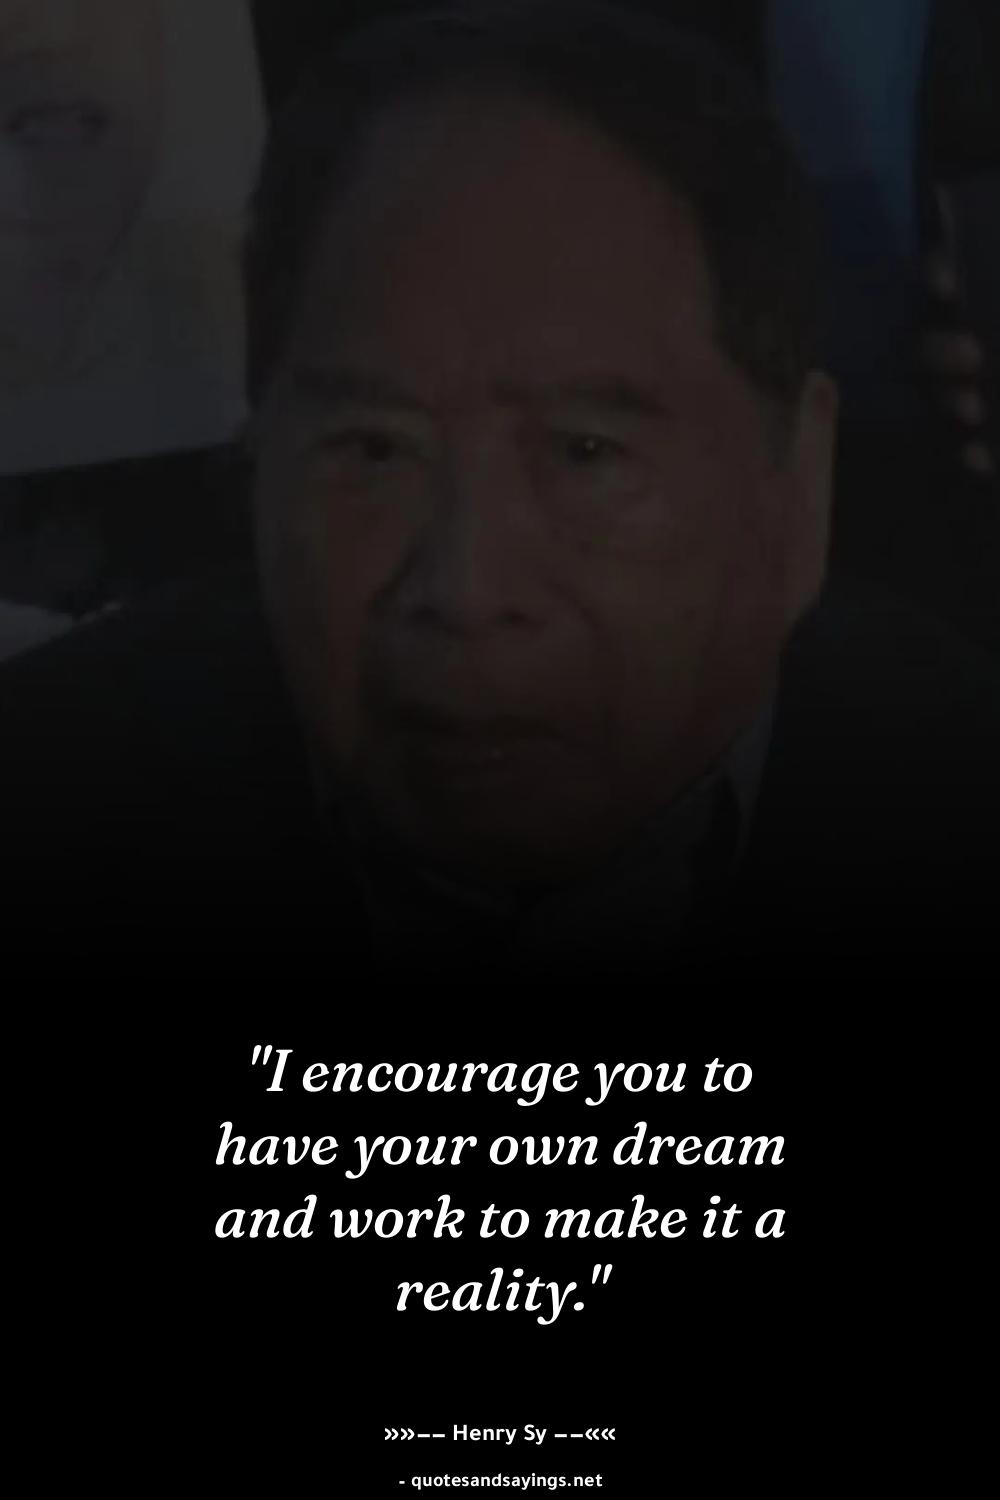 "I encourage you to
have your own dream
and work to make it a
reality."
»»–– Henry Sy ––««
- quotesandsayings.net